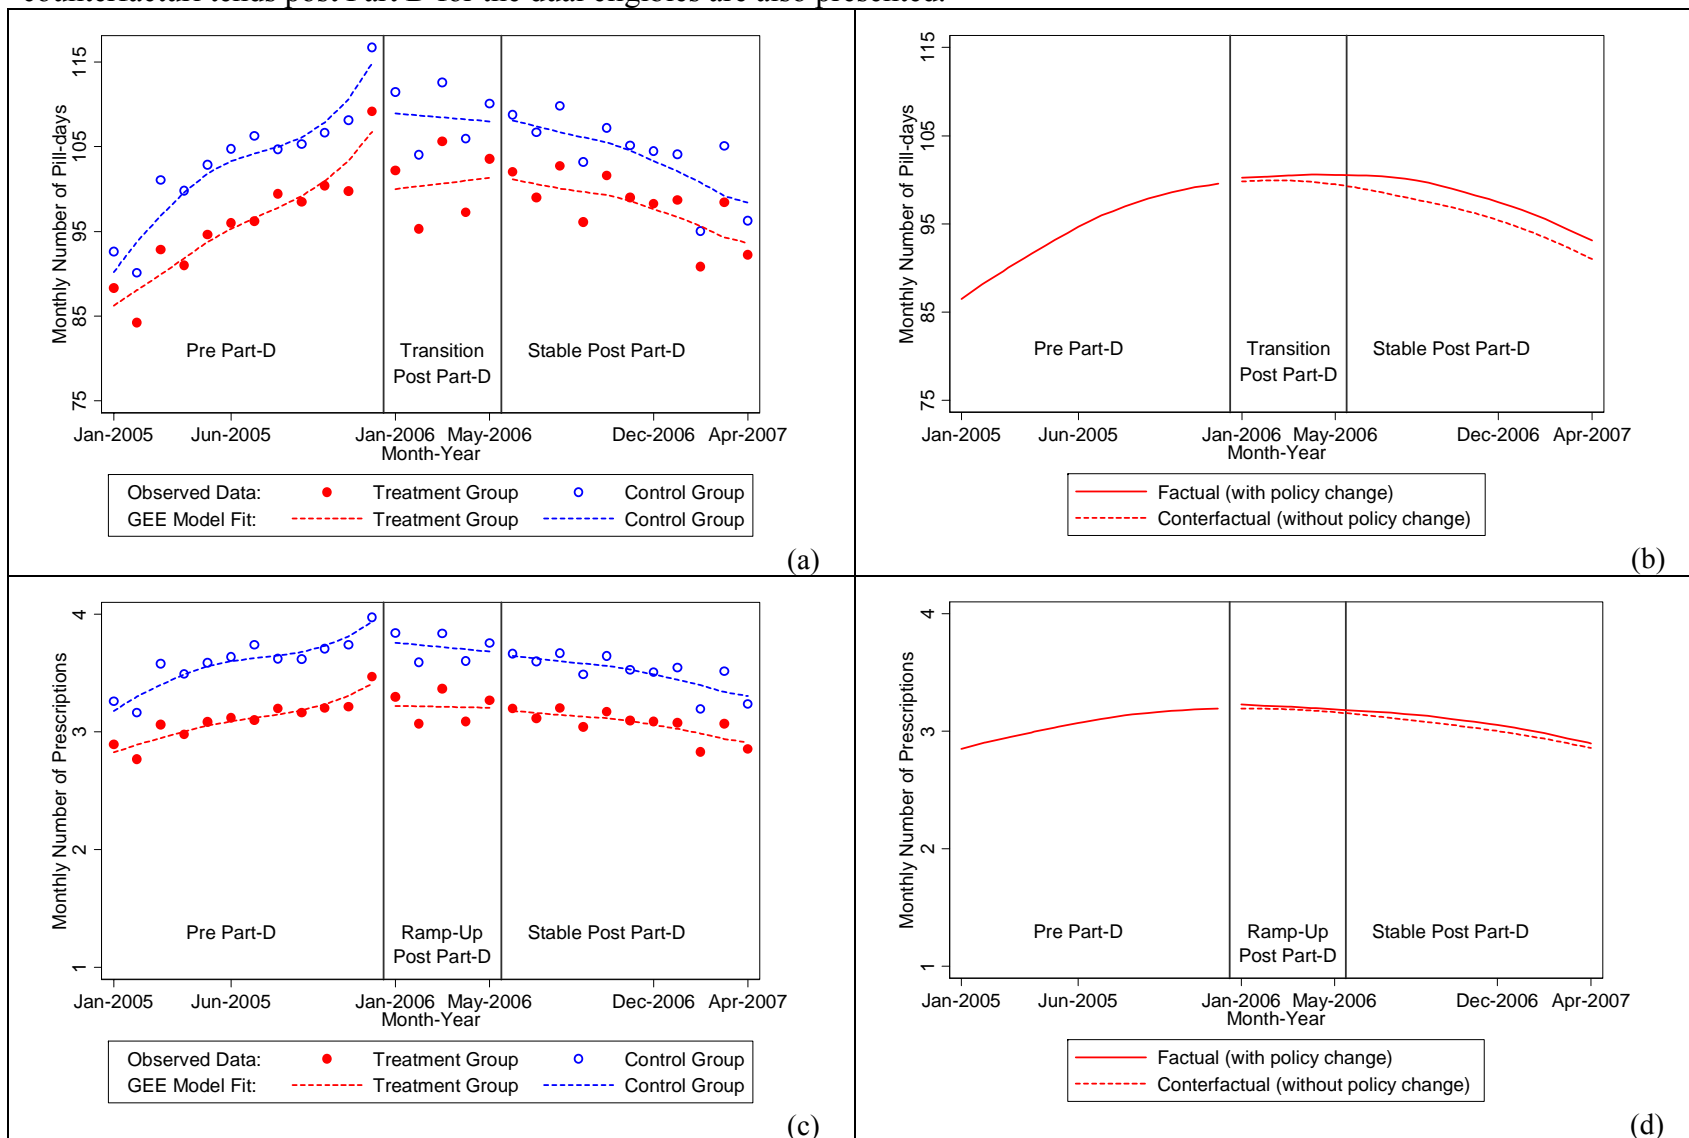 counterfactual tends post Part D for the dual eligibles are also presented.
115
105
95
85
75
Monthly Number of Pill-days
Pre Part-D
Transition
Post Part-D
Stable Post Part-D
Jan-2005
Jun-2005
Jan-2006
May-2006
Dec-2006
Apr-2007
Month-Year
Observed Data: Treatment Group Control Group
GEE Model Fit: Treatment Group Control Group
(a)
115
105
95
85
75
Monthly Number of Pill-days
Pre Part-D
Transition
Post Part-D
Stable Post Part-D
Jan-2005
Jun-2005
Jan-2006
May-2006
Dec-2006
Apr-2007
Month-Year
Factual (with policy change)
Conterfactual (without policy change)
(b)
4
3
2
1
Monthly Number of Prescriptions
Pre Part-D
Ramp-Up
Post Part-D
Stable Post Part-D
Jan-2005
Jun-2005
Jan-2006
May-2006
Dec-2006
Apr-2007
Month-Year
Observed Data: Treatment Group Control Group
GEE Model Fit: Treatment Group Control Group
(c)
4
3
2
1
Monthly Number of Prescriptions
Pre Part-D
Ramp-Up
Post Part-D
Stable Post Part-D
Jan-2005
Jun-2005
Jan-2006
May-2006
Dec-2006
Apr-2007
Month-Year
Factual (with policy change)
Conterfactual (without policy change)
(d)